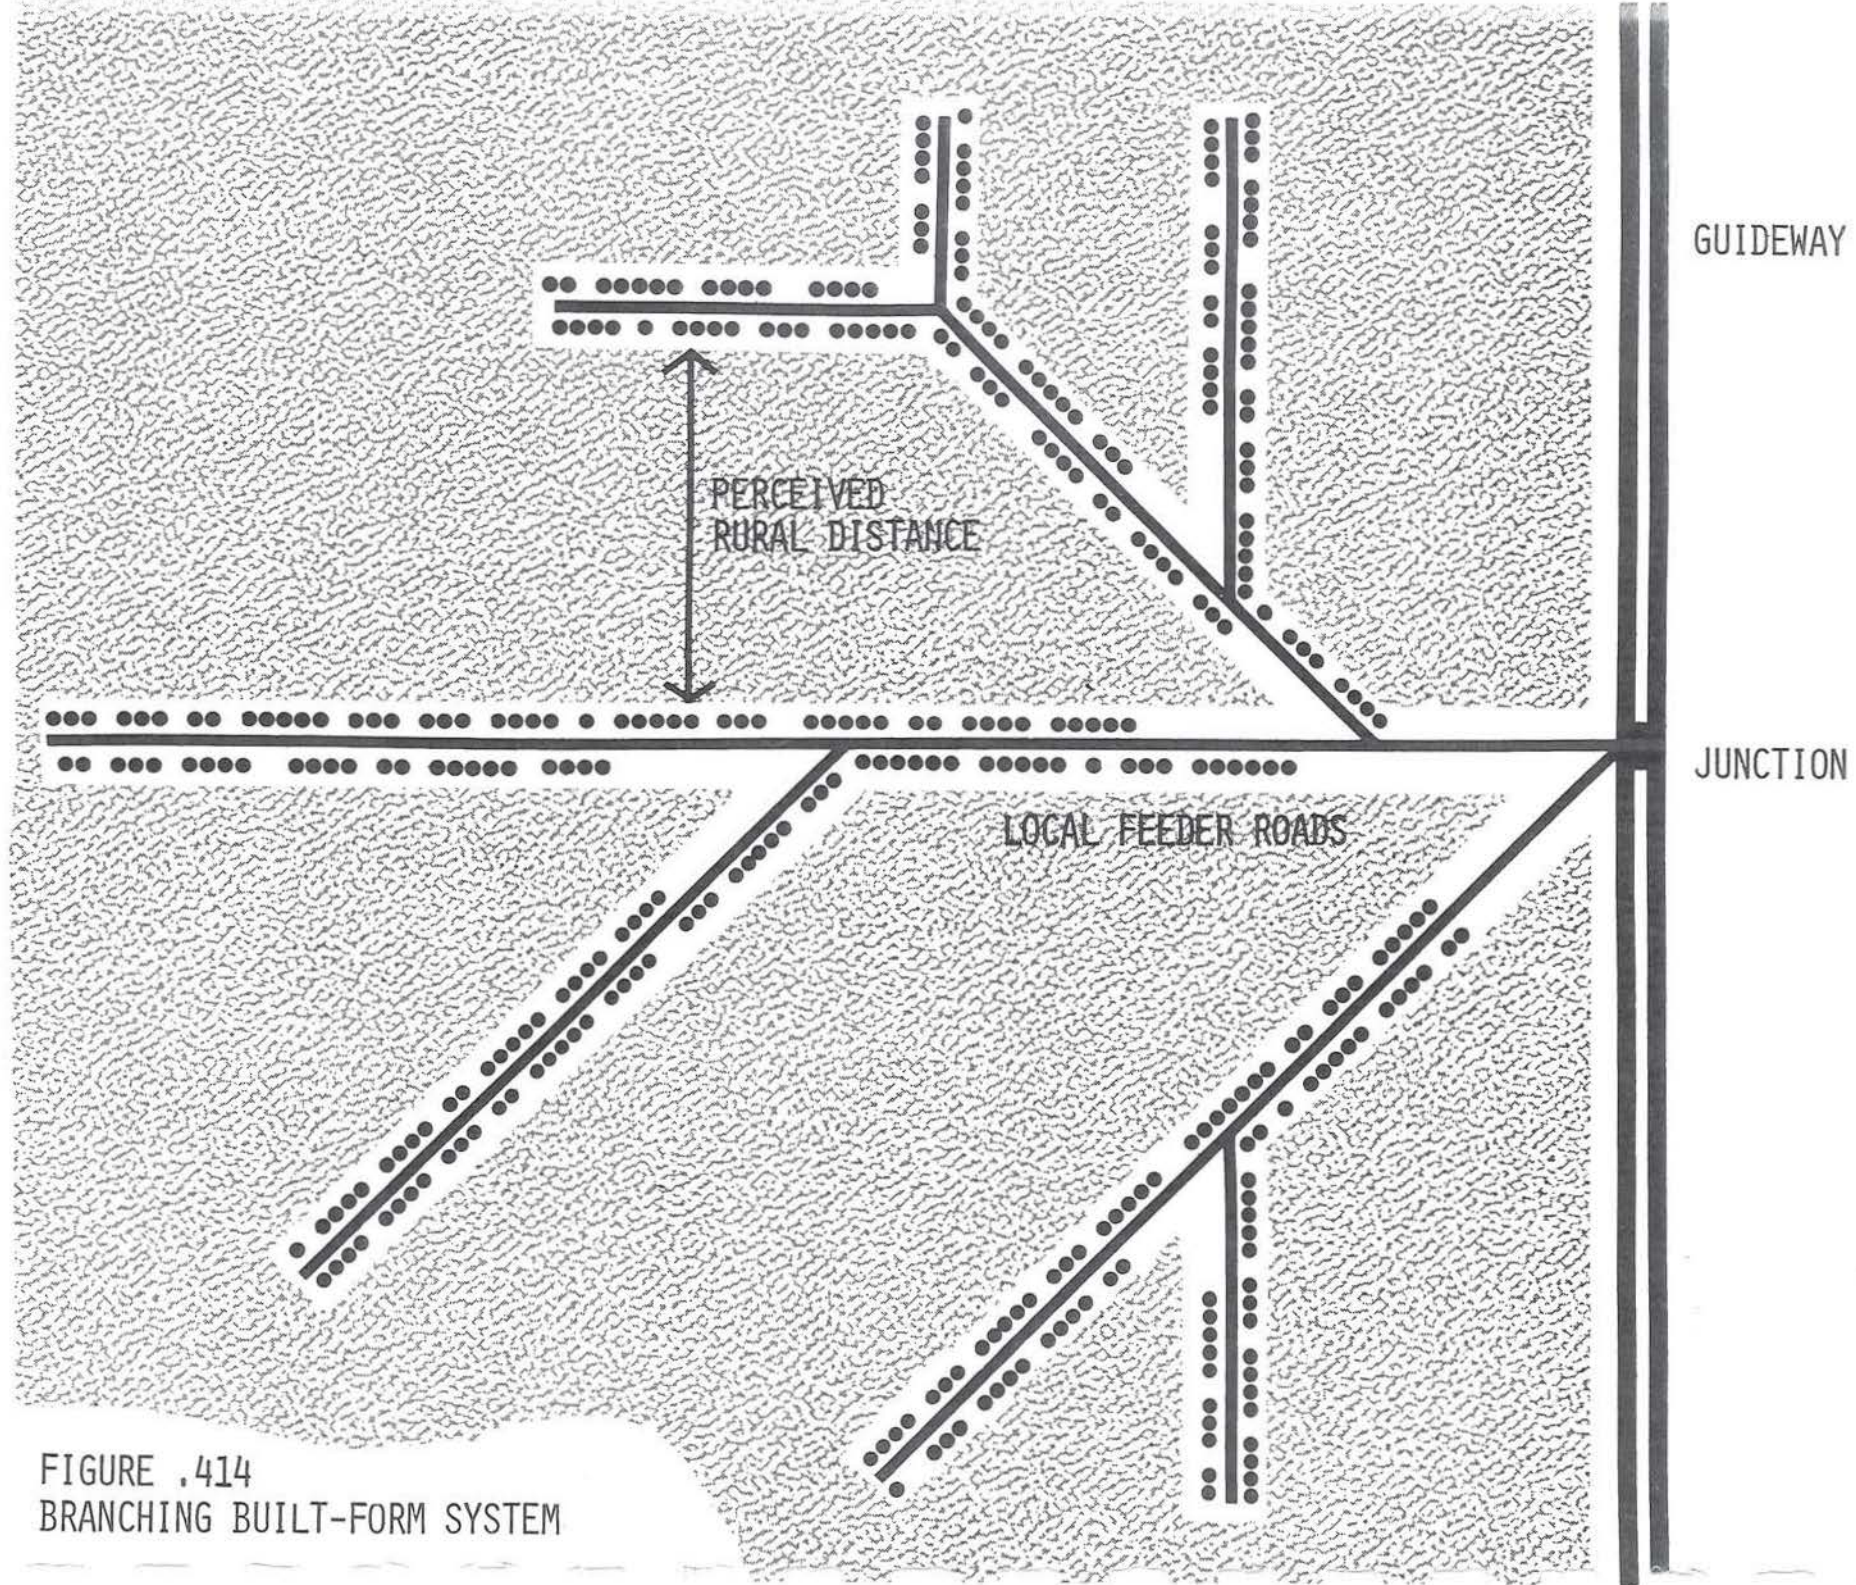 GUIDEWAY
PERCEIVED
RURAL DISTANCE
JUNCTION
LOCAL FEEDER ROADS
FIGURE .414
BRANCHING BUILT-FORM SYSTEM